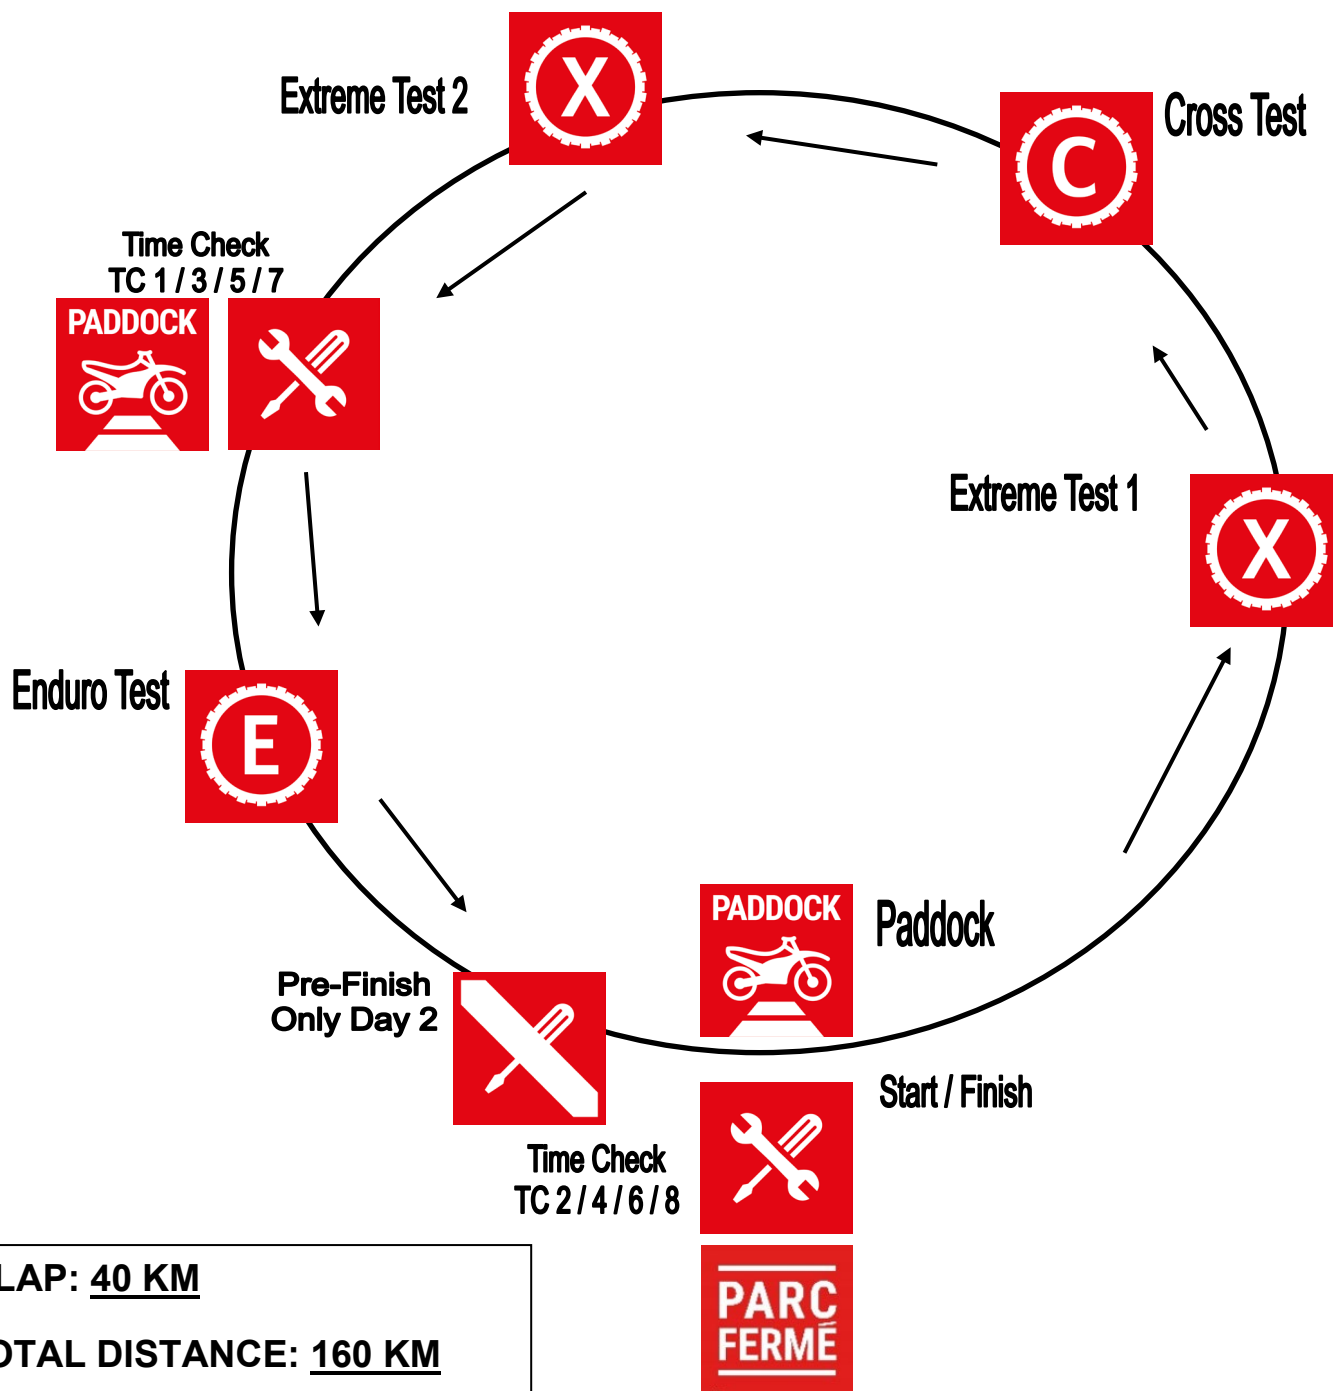 X
Extreme Test 2
C
Cross Test
Time Check
TC 1 / 3 / 5 / 7
PADDOCK
Extreme Test 1
X
Enduro Test
E
PADDOCK
Paddock
Pre-Finish
Only Day 2
Start / Finish
Time Check
TC 2 / 4 / 6 / 8
LAP: 40 KM
OTAL DISTANCE: 160 KM
PARC
FERMÉ